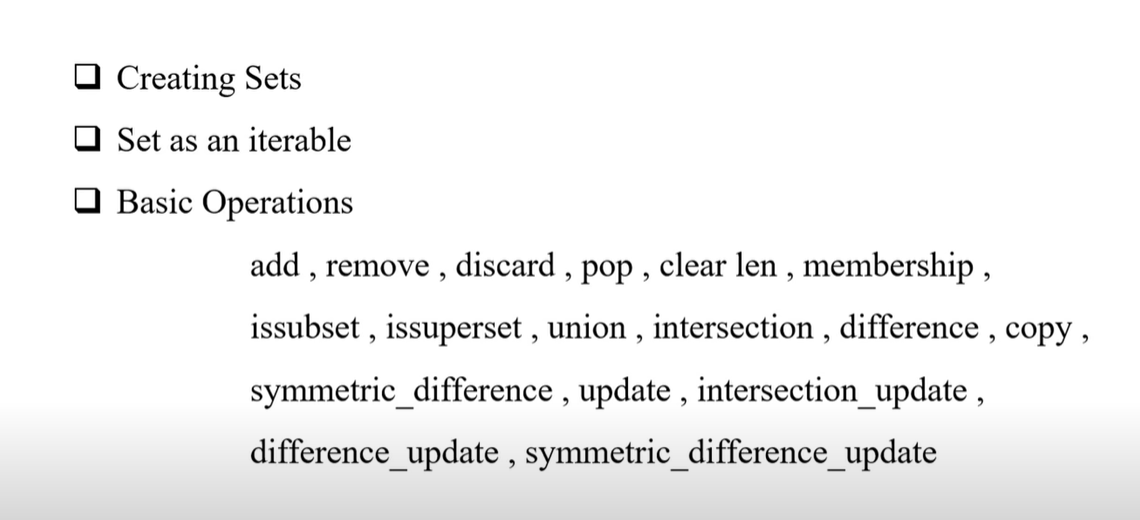 ❑ Creating Sets
❑ Set as an iterable
❑ Basic Operations
add , remove , discard , pop , clear len , membership ,
issubset , issuperset , union , intersection , difference , copy ,
symmetric_difference , update , intersection_update ,
difference_update , symmetric_difference_update